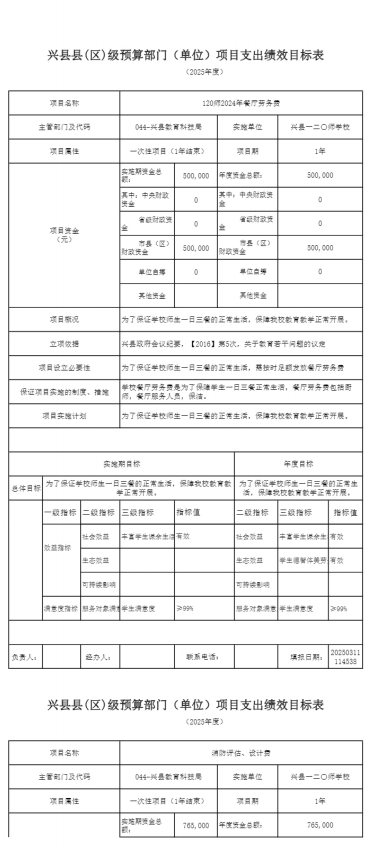 兴县县(区)级预算部门（单位）项目支出绩效目标表
（2025年度）
项目名称 120师2024年餐厅劳务费
主管部门及代码 044-兴县教育科技局 实施单位 兴县一二〇师学校
项目属性 一次性项目（1年结束） 项目期 1年
项目资金（元）
实施期资金总额： 500,000 年度资金总额： 500,000
其中：中央财政资金 0 其中：中央财政资金 0
省级财政资金 0 省级财政资金 0
市县（区）财政资金 500,000 市县（区）财政资金 500,000
单位自筹 0 单位自筹 0
其他资金 其他资金
项目概况 为了保证学校师生一日三餐的正常生活，保障我校教育教学正常开展。
立项依据 兴县政府会议纪要，【2016】第5次，关于教育若干问题的议定
项目设立必要性 为了保证学校师生一日三餐的正常生活，需按时足额发放餐厅劳务费
保证项目实施的制度、措施 学校餐厅劳务费是为了保障学生一日三餐正常生活，餐厅劳务费包括厨
师，餐厅服务人员，保洁。
项目实施计划 为了保证学校师生一日三餐的正常生活，保障我校教育教学正常开展。
实施期目标 年度目标
总体目标 为了保证学校师生一日三餐的正常生活，保障我校教育教学正常开展。 为了保证学校师生一日三餐的正常生活，保障我校教育教学正常开展。
一级指标 二级指标 三级指标 指标值 二级指标 三级指标 指标值
效益指标 社会效益 丰富学生课余生活 有效 社会效益 丰富学生课余生 有效
生态效益 生态效益 学生德智体美劳 有效
可持续影响 可持续影响
满意度指标 服务对象满意 学生满意度 ≥99% 服务对象满意 学生满意度 ≥99%
负责人： 经办人： 联系电话： 填报日期： 20250311
114538
兴县县(区)级预算部门（单位）项目支出绩效目标表
（2025年度）
项目名称 消防评估、设计费
主管部门及代码 044-兴县教育科技局 实施单位 兴县一二〇师学校
项目属性 一次性项目（1年结束） 项目期 1年
实施期资金总额： 765,000 年度资金总额： 765,000